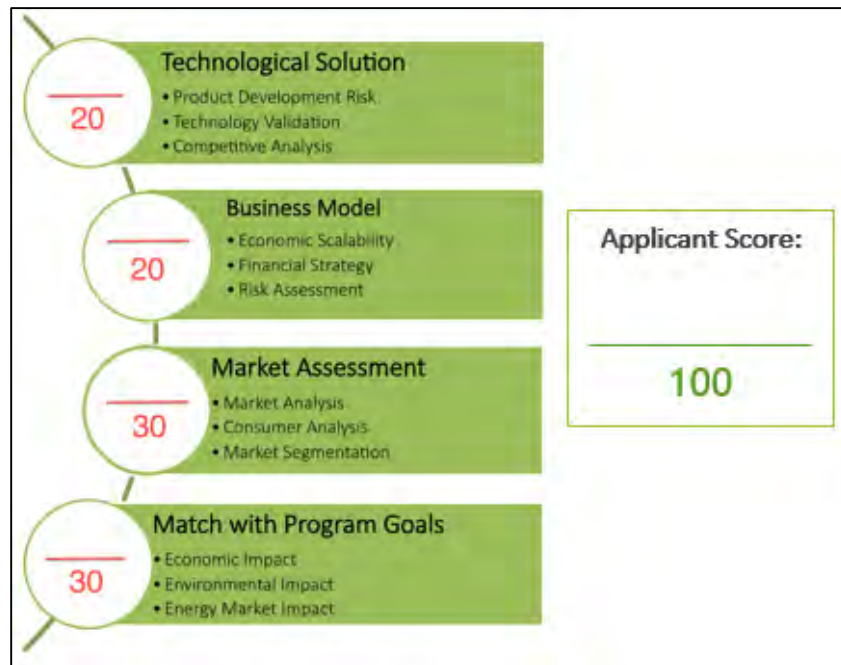 Technological Solution
• Product Development Risk
• Technology Validation
• Competitive Analysis
20
Business Model
• Economic Scalability
• Financial Strategy
• Risk Assessment
20
Market Assessment
• Market Analysis
• Consumer Analysis
• Market Segmentation
30
Match with Program Goals
• Economic Impact
• Environmental Impact
• Energy Market Impact
30
Applicant Score:
100